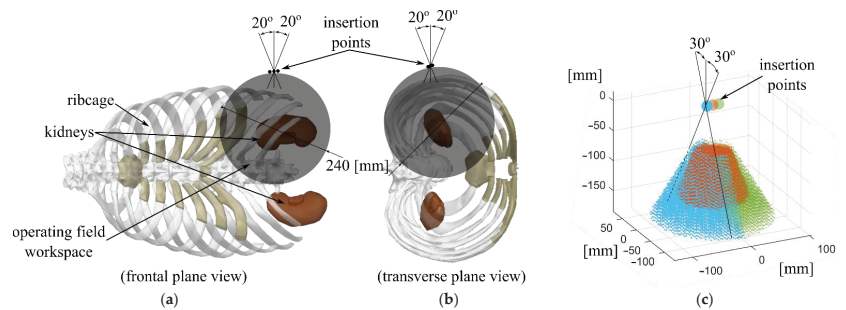 20° 20°
insertion
points
ribcage
kidneys
240 [mm]
operating field
workspace
(frontal plane view)
(a)
20° 20°
(transverse plane view)
(b)
30°
30°
[mm]
insertion
points
0
-50
-100
-150
50
0
-50
-100
[mm]
-100
0
100
[mm]
(c)